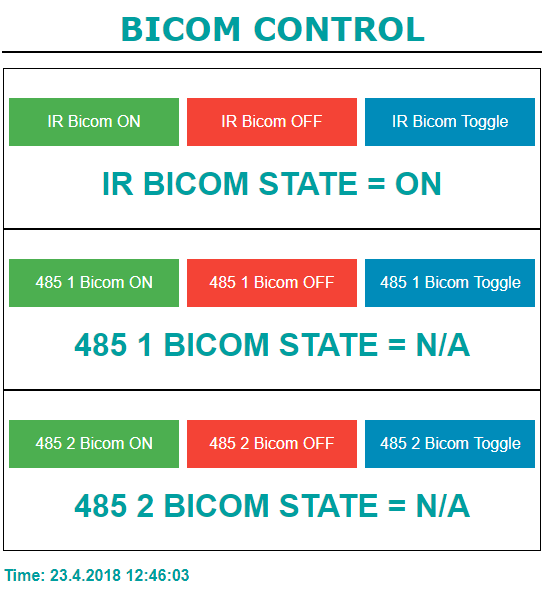 BICOM CONTROL
IR Bicom ON IR Bicom OFF IR Bicom Toggle
IR BICOM STATE = ON
485 1 Bicom ON 485 1 Bicom OFF 485 1 Bicom Toggle
485 1 BICOM STATE = N/A
485 2 Bicom ON 485 2 Bicom OFF 485 2 Bicom Toggle
485 2 BICOM STATE = N/A
Time: 23.4.2018 12:46:03